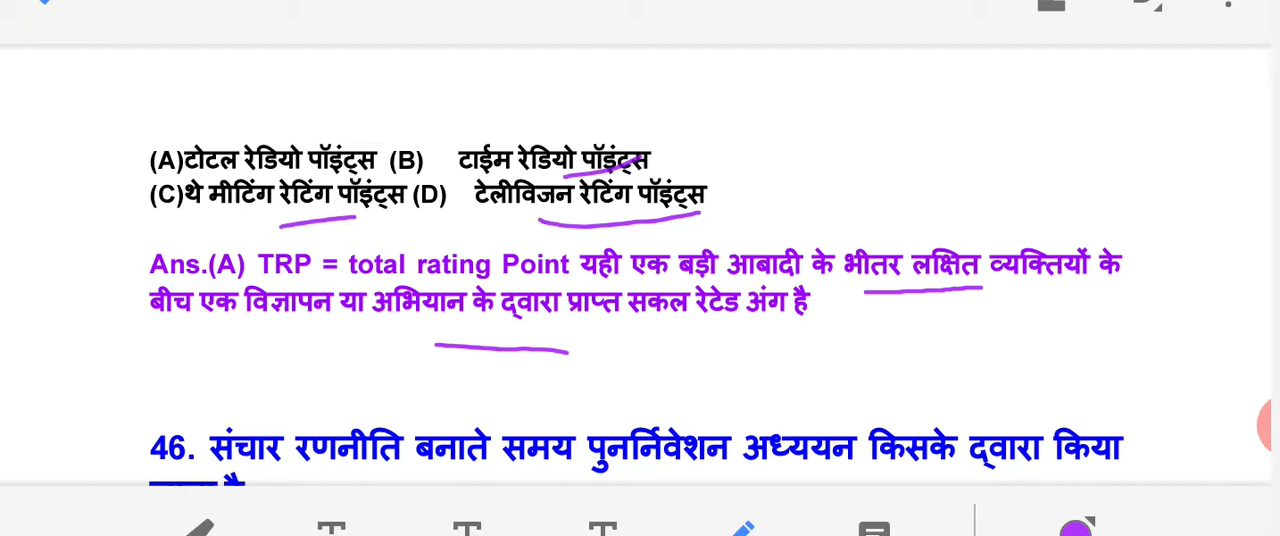 (A)टोटल रेडियो पॉइंट्स (B) टाईम रेडियो पॉइंट्स
(C)थे मीटिंग रेटिंग पॉइंट्स (D) टेलीविजन रेटिंग पॉइंट्स
Ans.(A) TRP = total rating Point यही एक बड़ी आबादी के भीतर लक्षित व्यक्तियों के
बीच एक विज्ञापन या अभियान के द्वारा प्राप्त सकल रेटेड अंग है
46. संचार रणनीति बनाते समय पुनर्निवेशन अध्ययन किसके द्वारा किया
है